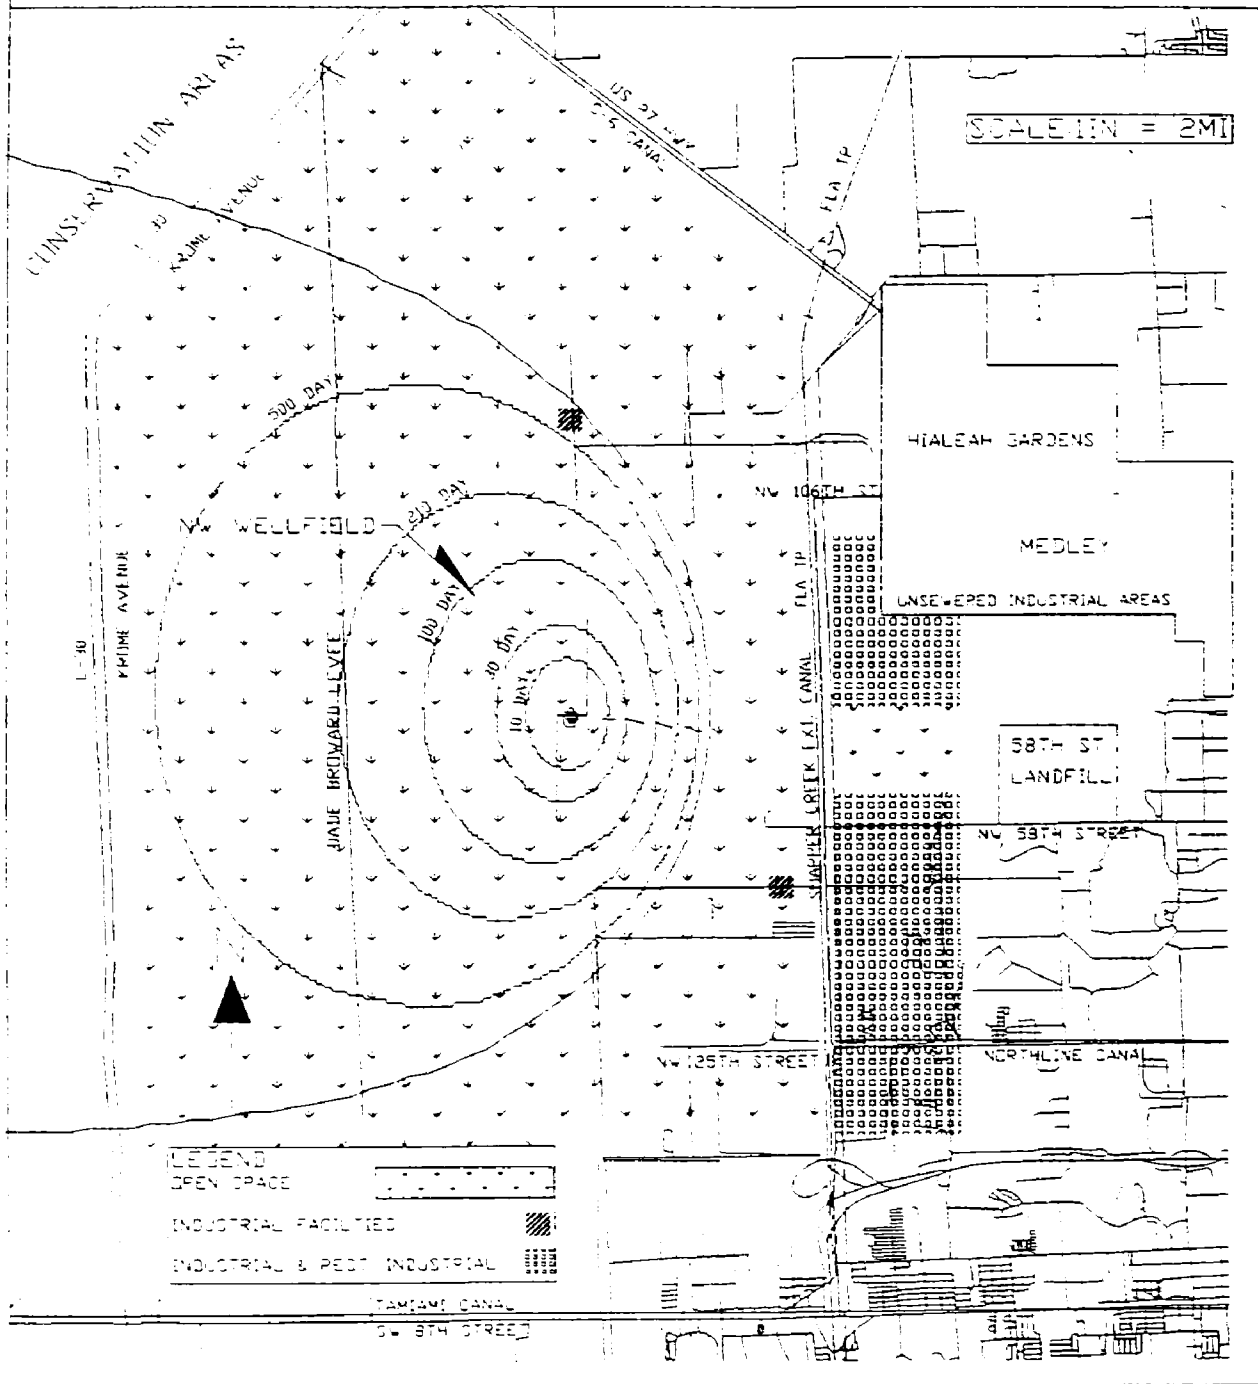 CONSERVATION AREAS
US 27 HWY
CANAL
SCALE 1IN = 2MI
FLA TP
L-30
KROME AVENUE
500 DAY
210 DAY
NW WELLFIELD
100 DAY
30 DAY
10 DAY
HIALEAH GARDENS
NW 106TH ST
MEDLEY
UNSEWERED INDUSTRIAL AREAS
FLA TP
L-30
KROME AVENUE
DADE BROWARD LEVEE
SNAPPER CREEK EXT. CANAL
58TH ST
LANDFILL
NW 58TH STREET
N
NW 25TH STREET
NORTHLINE CANAL
LEGEND
OPEN SPACE
INDUSTRIAL FACILITIES
INDUSTRIAL & INDUSTRIAL
TAMIAMI CANAL
SW 8TH STREET